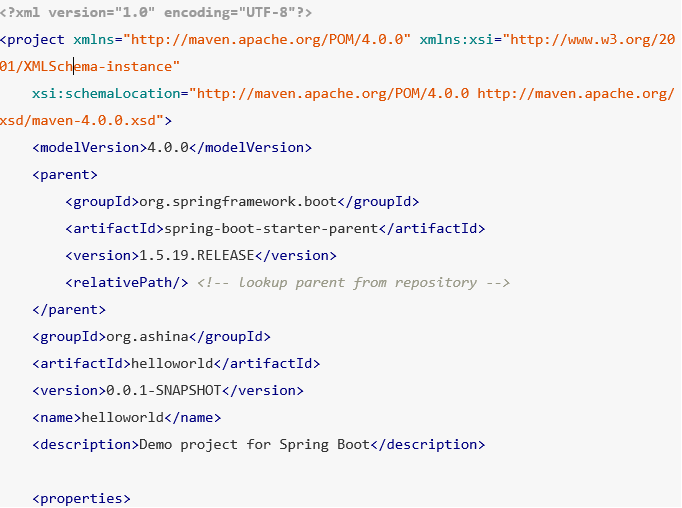 <?xml version="1.0" encoding="UTF-8"?>
<project xmlns="http://maven.apache.org/POM/4.0.0" xmlns:xsi="http://www.w3.org/20
01/XMLSchema-instance"
    xsi:schemaLocation="http://maven.apache.org/POM/4.0.0 http://maven.apache.org/
xsd/maven-4.0.0.xsd">
    <modelVersion>4.0.0</modelVersion>
    <parent>
        <groupId>org.springframework.boot</groupId>
        <artifactId>spring-boot-starter-parent</artifactId>
        <version>1.5.19.RELEASE</version>
        <relativePath/> <!-- lookup parent from repository -->
    </parent>
    <groupId>org.ashina</groupId>
    <artifactId>helloworld</artifactId>
    <version>0.0.1-SNAPSHOT</version>
    <name>helloworld</name>
    <description>Demo project for Spring Boot</description>

    <properties>